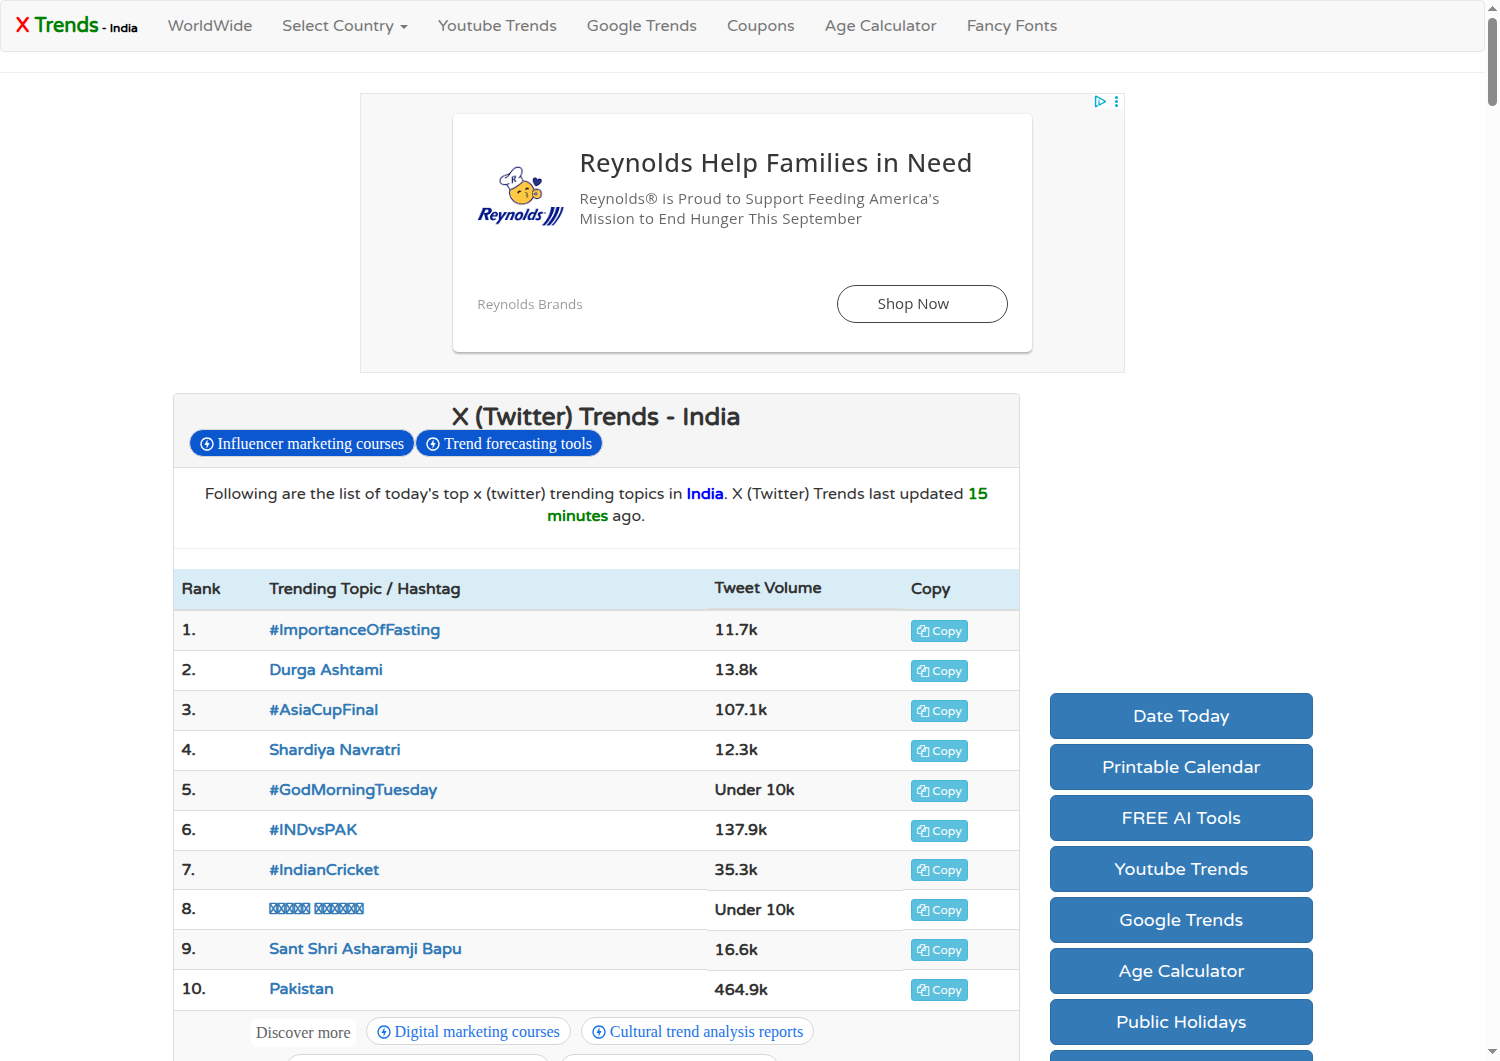 X Trends - India WorldWide Select Country Youtube Trends Google Trends Coupons Age Calculator Fancy Fonts
Reynolds Help Families in Need
Reynolds® is Proud to Support Feeding America's
Mission to End Hunger This September
R
Reynolds
Reynolds Brands
Shop Now
X (Twitter) Trends - India
Influencer marketing courses Trend forecasting tools
Following are the list of today's top x (twitter) trending topics in India. X (Twitter) Trends last updated 15
minutes ago.
Rank Trending Topic / Hashtag Tweet Volume Copy
1. #ImportanceOfFasting 11.7k Copy
2. Durga Ashtami 13.8k Copy
3. #AsiaCupFinal 107.1k Copy
4. Shardiya Navratri 12.3k Copy
5. #GodMorningTuesday Under 10k Copy
6. #INDvsPAK 137.9k Copy
7. #IndianCricket 35.3k Copy
8. Under 10k Copy
9. Sant Shri Asharamji Bapu 16.6k Copy
10. Pakistan 464.9k Copy
Discover more Digital marketing courses Cultural trend analysis reports
Date Today
Printable Calendar
FREE AI Tools
Youtube Trends
Google Trends
Age Calculator
Public Holidays